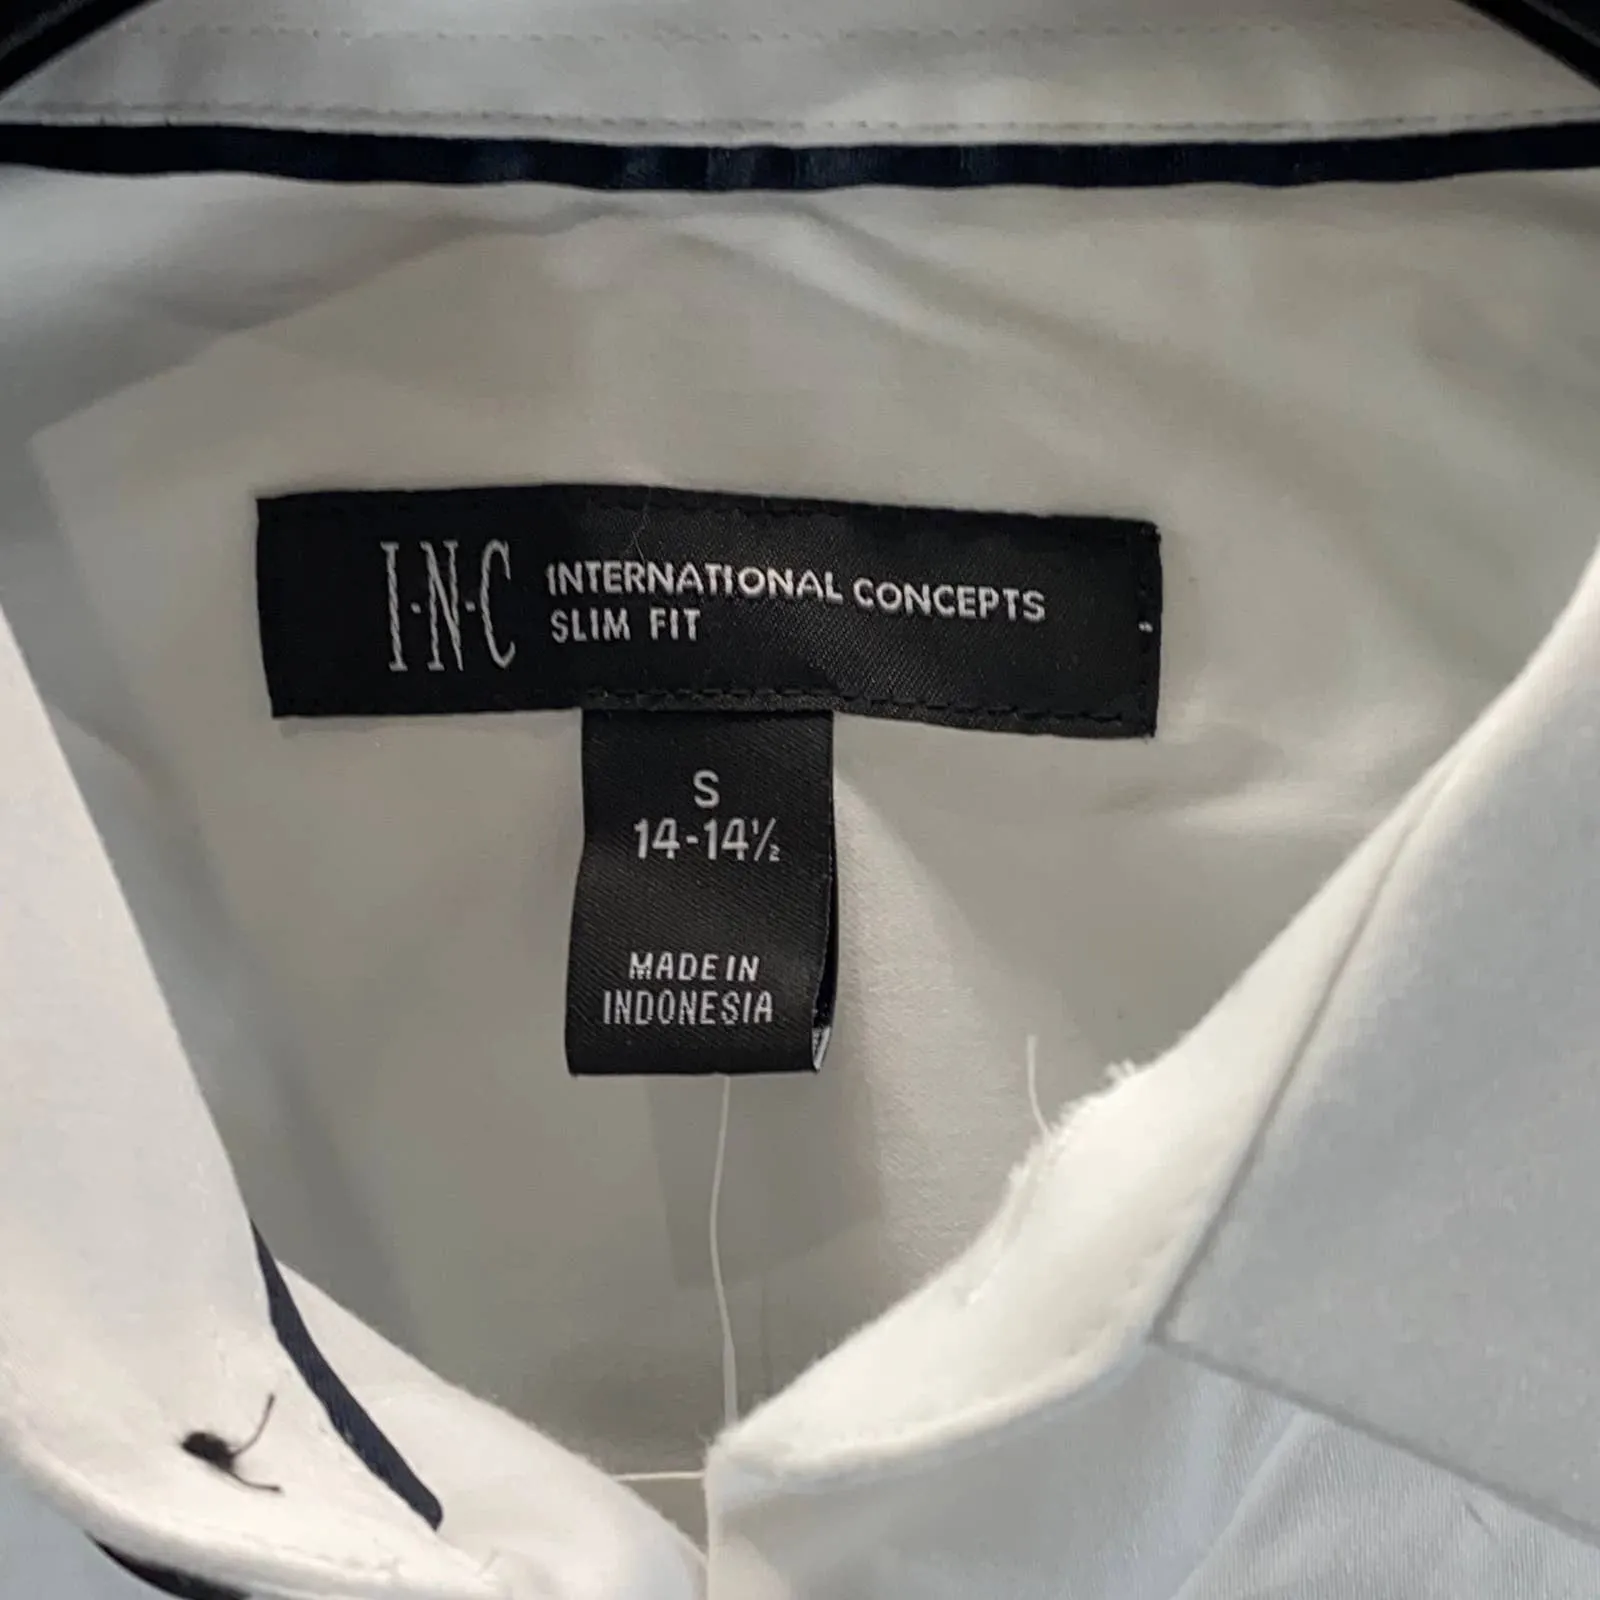 I·N·C INTERNATIONAL CONCEPTS
SLIM FIT
S
14-14½
MADE IN
INDONESIA